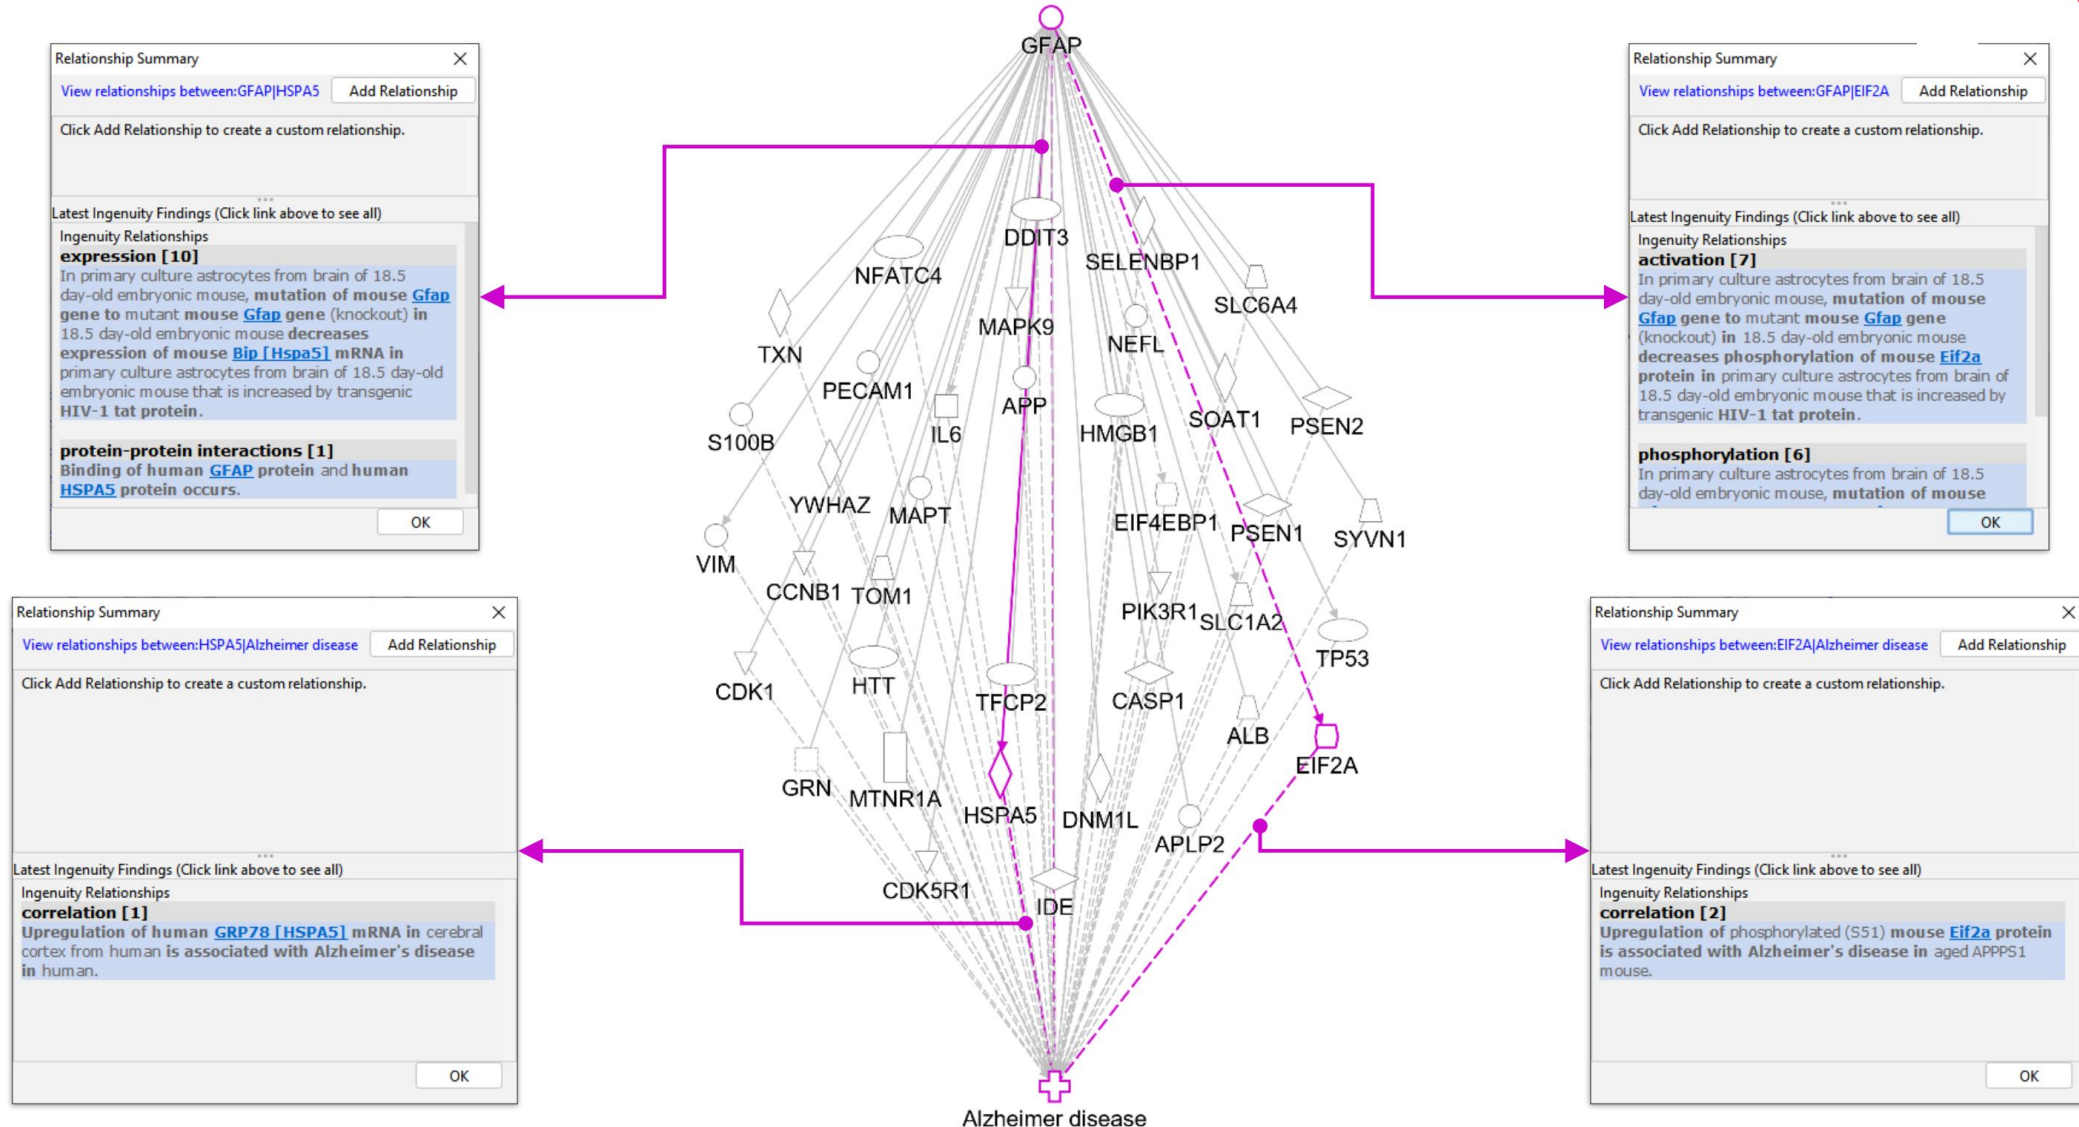 GFAP
Relationship Summary
View relationships between:GFAP|HSPA5
Add Relationship
Click Add Relationship to create a custom relationship.
Latest Ingenuity Findings (Click link above to see all)
Ingenuity Relationships
expression [10]
In primary culture astrocytes from brain of 18.5
day-old embryonic mouse, mutation of mouse Gfap
gene to mutant mouse Gfap gene (knockout) in
18.5 day-old embryonic mouse decreases
expression of mouse Bip [Hspa5] mRNA in
primary culture astrocytes from brain of 18.5 day-old
embryonic mouse that is increased by transgenic
HIV-1 tat protein.
protein-protein interactions [1]
Binding of human GFAP protein and human
HSPA5 protein occurs.
OK
Relationship Summary
View relationships between:GFAP|EIF2A
Add Relationship
Click Add Relationship to create a custom relationship.
Latest Ingenuity Findings (Click link above to see all)
Ingenuity Relationships
activation [7]
In primary culture astrocytes from brain of 18.5
day-old embryonic mouse, mutation of mouse
Gfap gene to mutant mouse Gfap gene
(knockout) in 18.5 day-old embryonic mouse
decreases phosphorylation of mouse Eif2a
protein in primary culture astrocytes from brain of
18.5 day-old embryonic mouse that is increased by
transgenic HIV-1 tat protein.
phosphorylation [6]
In primary culture astrocytes from brain of 18.5
day-old embryonic mouse, mutation of mouse
OK
DDIT3
SELENBP1
NFATC4
SLC6A4
MAPK9
NEFL
TXN
PECAM1
APP
SOAT1
PSEN2
HMGB1
IL6
S100B
YWHAZ
MAPT
EIF4EBP1
PSEN1
SYVN1
VIM
CCNB1
TOM1
PIK3R1
SLC1A2
TP53
CDK1
HTT
TFCP2
CASP1
ALB
EIF2A
GRN
MTNR1A
HSPA5
DNM1L
APLP2
CDK5R1
IDE
Alzheimer disease
Relationship Summary
View relationships between:HSPA5|Alzheimer disease
Add Relationship
Click Add Relationship to create a custom relationship.
Latest Ingenuity Findings (Click link above to see all)
Ingenuity Relationships
correlation [1]
Upregulation of human GRP78 [HSPA5] mRNA in cerebral
cortex from human is associated with Alzheimer's disease
in human.
OK
Relationship Summary
View relationships between:EIF2A|Alzheimer disease
Add Relationship
Click Add Relationship to create a custom relationship.
Latest Ingenuity Findings (Click link above to see all)
Ingenuity Relationships
correlation [2]
Upregulation of phosphorylated (S51) mouse Eif2a protein
is associated with Alzheimer's disease in aged APPPS1
mouse.
OK